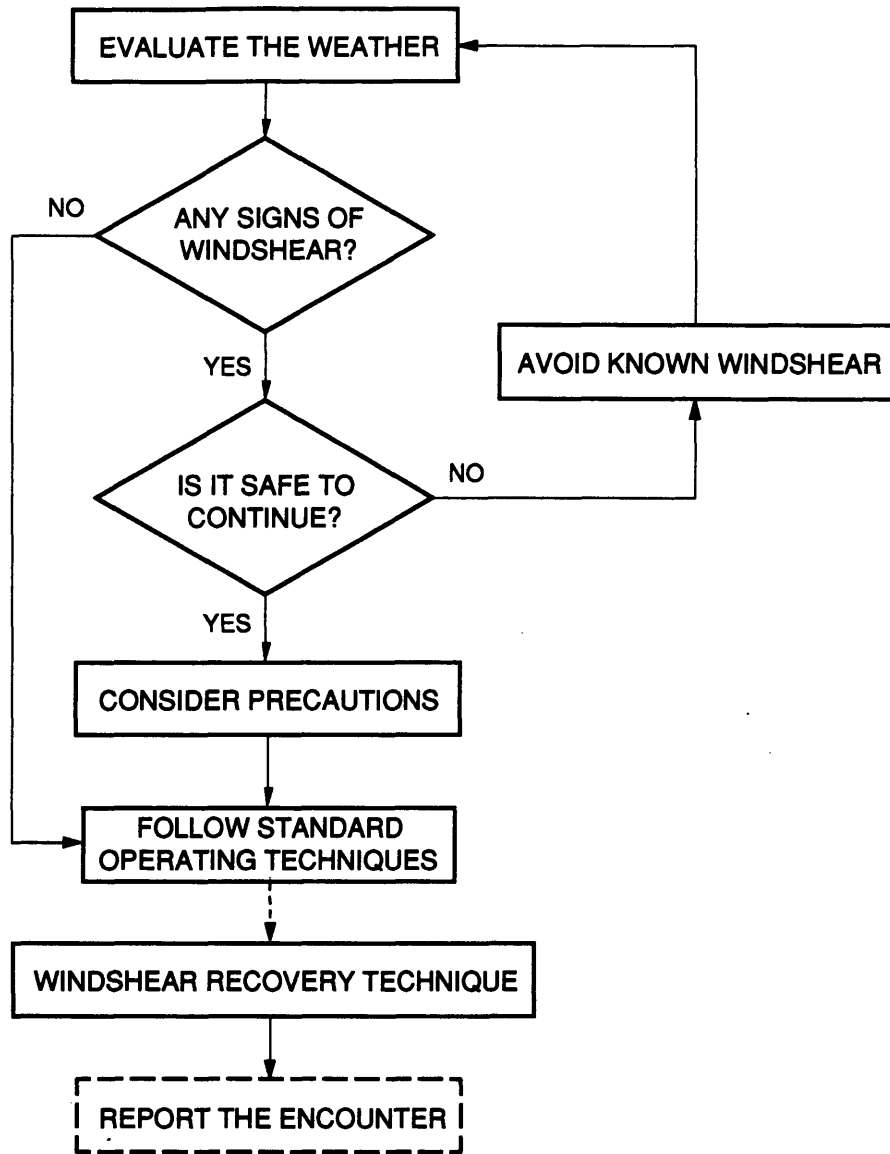 EVALUATE THE WEATHER
NO
ANY SIGNS OF
WINDSHEAR?
YES
AVOID KNOWN WINDSHEAR
IS IT SAFE TO
CONTINUE?
NO
YES
CONSIDER PRECAUTIONS
FOLLOW STANDARD
OPERATING TECHNIQUES
WINDSHEAR RECOVERY TECHNIQUE
REPORT THE ENCOUNTER